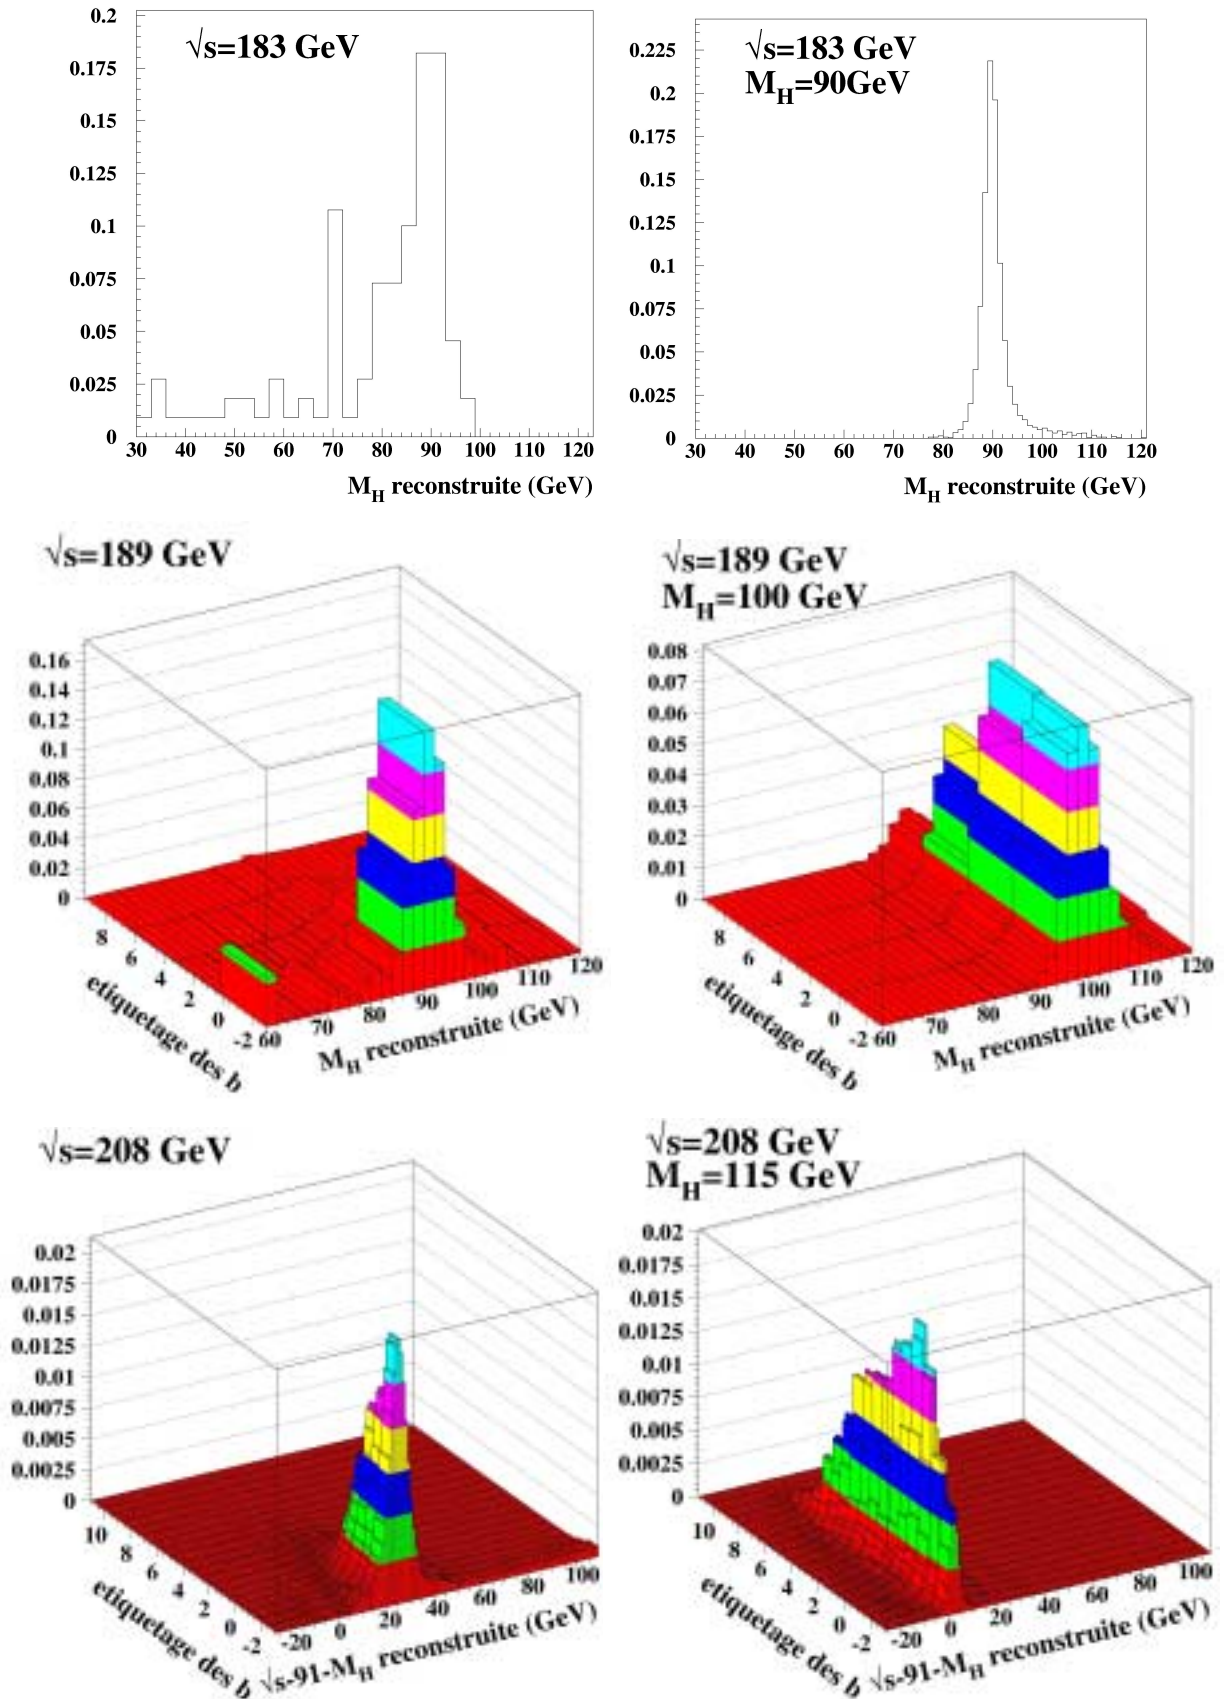 √s=183 GeV
0.2
0.175
0.15
0.125
0.1
0.075
0.05
0.025
0
30 40 50 60 70 80 90 100 110 120
M_H reconstruite (GeV)
√s=183 GeV
M_H=90GeV
0.225
0.2
0.175
0.15
0.125
0.1
0.075
0.05
0.025
0
30 40 50 60 70 80 90 100 110 120
M_H reconstruite (GeV)
√s=189 GeV
0.16
0.14
0.12
0.1
0.08
0.06
0.04
0.02
0
8 6 4 2 0 -2
etiquetage des b
60 70 80 90 100 110 120
M_H reconstruite (GeV)
√s=189 GeV
M_H=100 GeV
0.08
0.07
0.06
0.05
0.04
0.03
0.02
0.01
0
8 6 4 2 0 -2
etiquetage des b
60 70 80 90 100 110 120
M_H reconstruite (GeV)
√s=208 GeV
0.02
0.0175
0.015
0.0125
0.01
0.0075
0.005
0.0025
0
10 8 6 4 2 0 -2
etiquetage des b
-20 0 20 40 60 80 100
√s-91-M_H reconstruite (GeV)
√s=208 GeV
M_H=115 GeV
0.02
0.0175
0.015
0.0125
0.01
0.0075
0.005
0.0025
0
10 8 6 4 2 0 -2
etiquetage des b
-20 0 20 40 60 80 100
√s-91-M_H reconstruite (GeV)